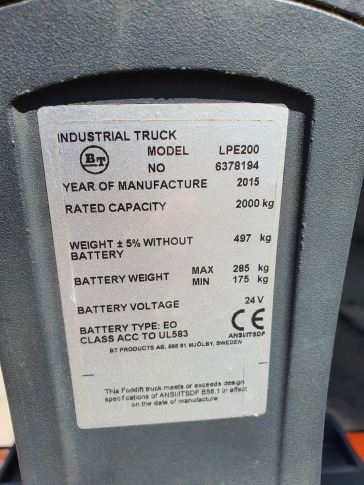 INDUSTRIAL TRUCK
BT MODEL LPE200
NO 6378194
YEAR OF MANUFACTURE 2015
RATED CAPACITY 2000 kg
WEIGHT ± 5% WITHOUT 497 kg
BATTERY
BATTERY WEIGHT MAX 285 kg
MIN 175 kg
BATTERY VOLTAGE 24 V
BATTERY TYPE: EO CE
CLASS ACC TO UL583 ANSI/ITSDF
BT PRODUCTS AB, 595 81 MJÖLBY, SWEDEN
This Forklift truck meets or exceeds design
specifications of ANSI/ITSDF B56.1 in effect
on the date of manufacture